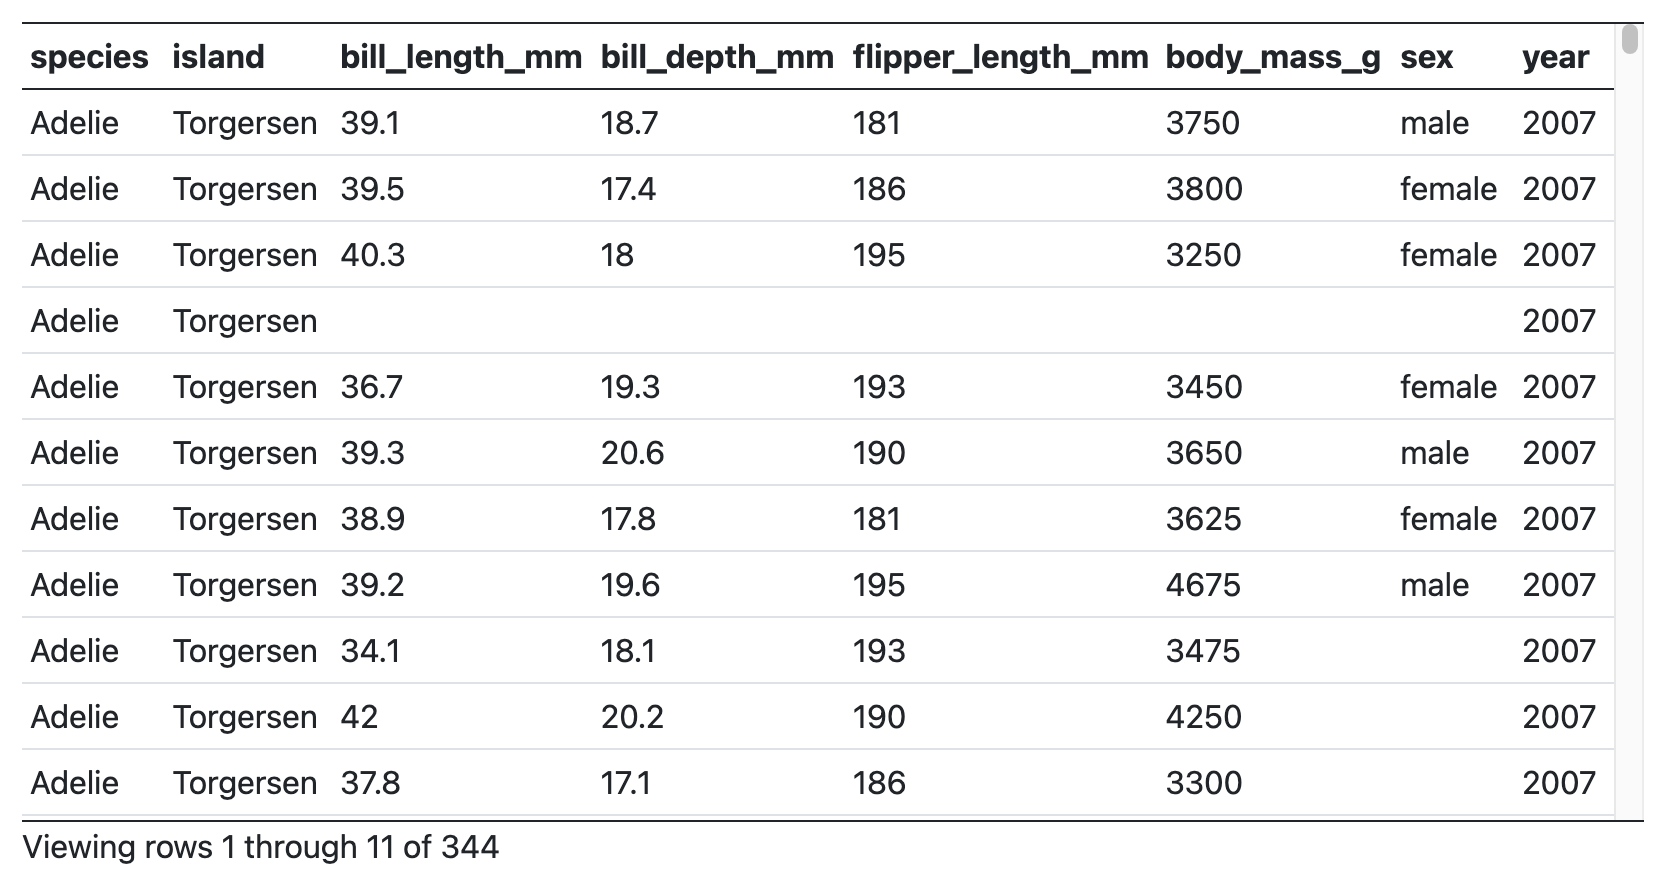 species island bill_length_mm bill_depth_mm flipper_length_mm body_mass_g sex year
Adelie Torgersen 39.1 18.7 181 3750 male 2007
Adelie Torgersen 39.5 17.4 186 3800 female 2007
Adelie Torgersen 40.3 18 195 3250 female 2007
Adelie Torgersen 2007
Adelie Torgersen 36.7 19.3 193 3450 female 2007
Adelie Torgersen 39.3 20.6 190 3650 male 2007
Adelie Torgersen 38.9 17.8 181 3625 female 2007
Adelie Torgersen 39.2 19.6 195 4675 male 2007
Adelie Torgersen 34.1 18.1 193 3475 2007
Adelie Torgersen 42 20.2 190 4250 2007
Adelie Torgersen 37.8 17.1 186 3300 2007
Viewing rows 1 through 11 of 344